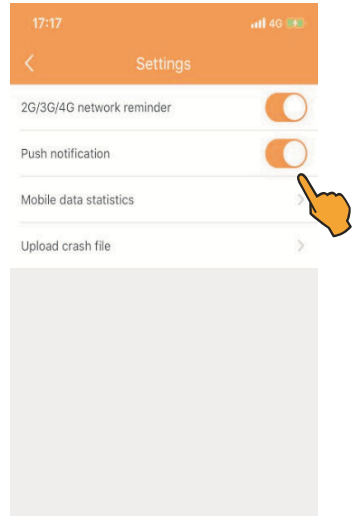 17:17 4G
Settings
2G/3G/4G network reminder
Push notification
Mobile data statistics
Upload crash file